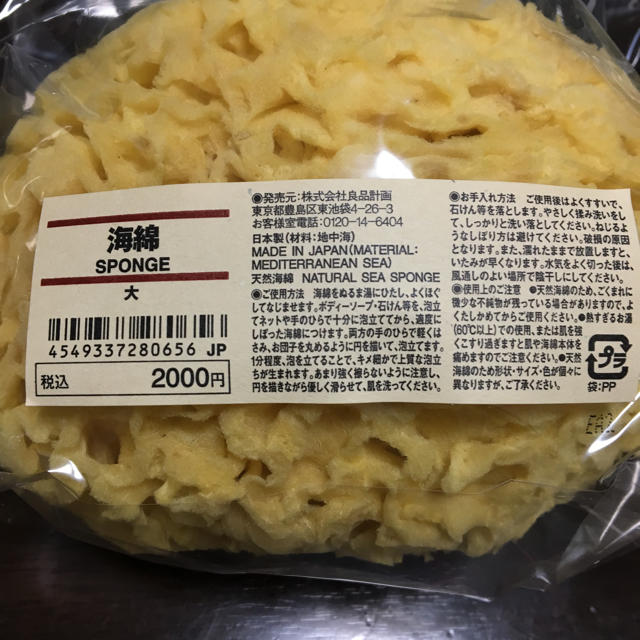 海綿
SPONGE
大
4549337280656 JP
税込 2000円
◉発売元：株式会社良品計画
東京都豊島区東池袋4-26-3
お客様室電話：0120-14-6404
日本製（材料：地中海）
MADE IN JAPAN(MATERIAL:
MEDITERRANEAN SEA)
天然海綿 NATURAL SEA SPONGE
◉ご使用方法 海綿をぬるま湯にひたし、よくほぐ
してなじませます。ボディーソープ・石けん等を、泡立
てネットや手のひらで十分に泡立ててから、適度に
しぼった海綿につけます。両方の手のひらで軽くは
さみ、お団子を丸めるように円を描いて、泡立てます。
1分程度、泡を立てることで、キメ細かで上質な泡立
ちが生まれます。あまり強く擦らないように注意し、
円を描きながら優しく滑らせて、肌を洗ってください。
◉お手入れ方法 ご使用後はよくすすいで、
石けん等を落とします。やさしく揉み洗いをし
て、しっかりと洗い落としてください。ねじるよ
うなしぼり方は避けてください。破損の原因
となります。また、濡れたままで放置しますと、
いたみが早くなります。水気をよく切った後は、
風通しのよい場所で陰干しにしてください。
◉使用上のご注意 ●天然海綿のため、ごくまれに
微少な不純物が残っている場合がありますので、よ
くたしかめてからご使用ください。●熱すぎるお湯
（60℃以上）での使用、または肌を強
くこすり過ぎますと肌や海綿本体を
痛めますのでご注意ください。●天然
海綿のため形状・サイズ・色が個々に
異なりますが、ご了承ください。
プラ
袋：PP